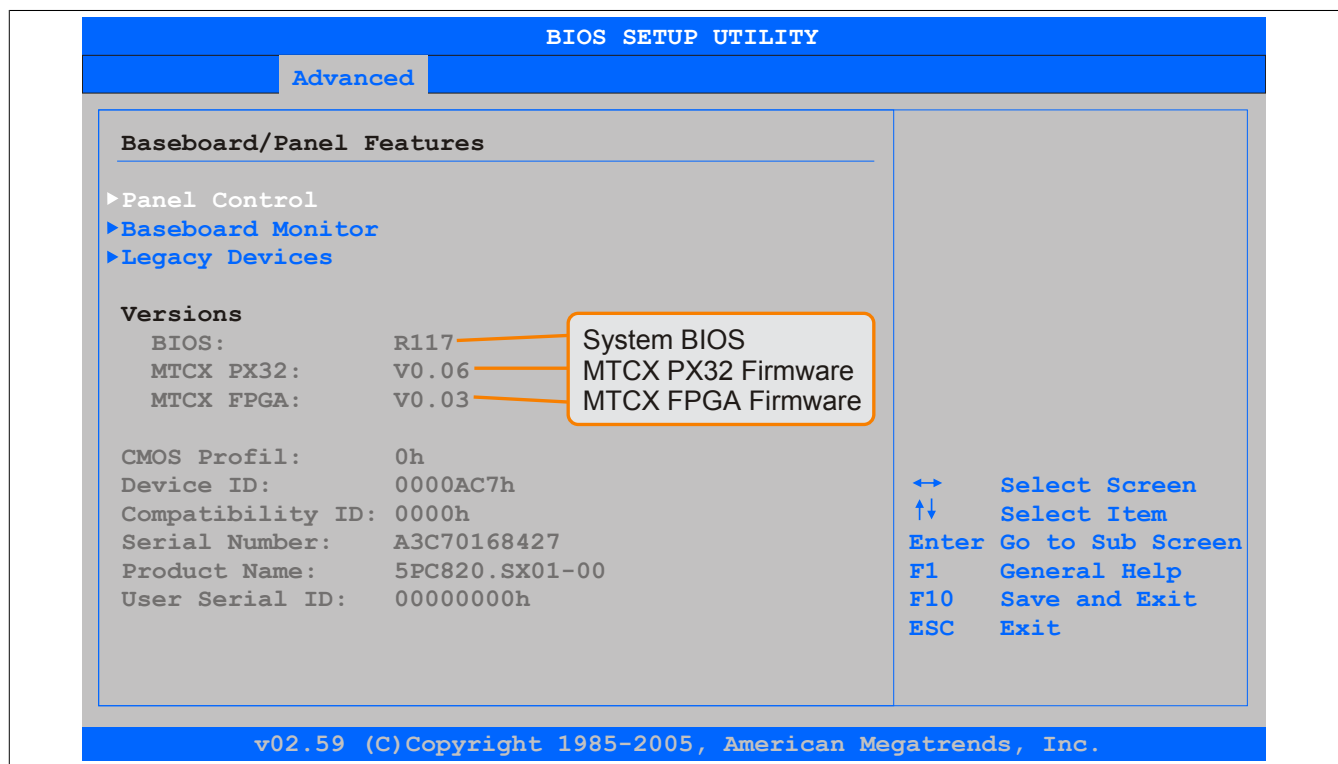 BIOS SETUP UTILITY
Advanced
Baseboard/Panel Features
▶Panel Control
▶Baseboard Monitor
▶Legacy Devices
Versions
BIOS: R117
MTCX PX32: V0.06
MTCX FPGA: V0.03
System BIOS
MTCX PX32 Firmware
MTCX FPGA Firmware
CMOS Profil: 0h
Device ID: 0000AC7h
Compatibility ID: 0000h
Serial Number: A3C70168427
Product Name: 5PC820.SX01-00
User Serial ID: 00000000h
↔ Select Screen
↑↓ Select Item
Enter Go to Sub Screen
F1 General Help
F10 Save and Exit
ESC Exit
v02.59 (C)Copyright 1985-2005, American Megatrends, Inc.